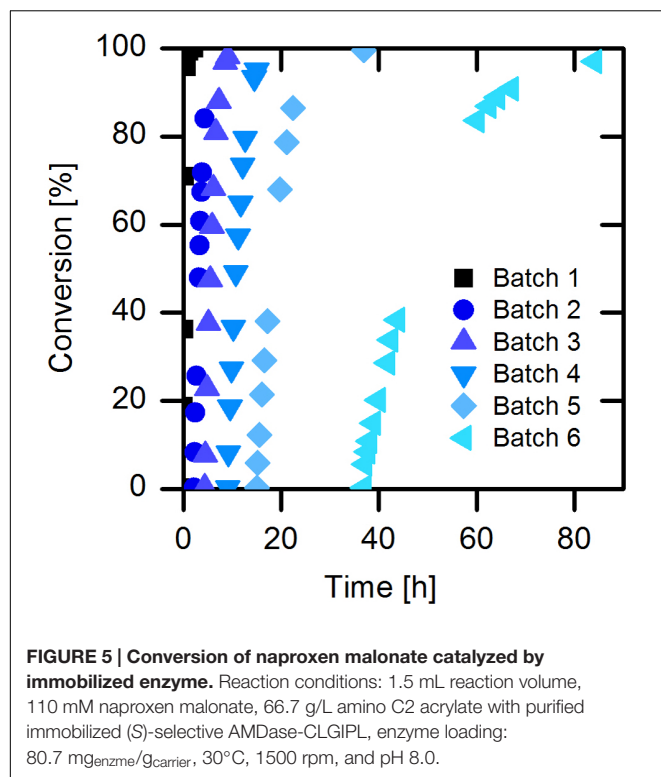 100
80
60
40
20
0
Conversion [%]
Batch 1
Batch 2
Batch 3
Batch 4
Batch 5
Batch 6
0 20 40 60 80
Time [h]
FIGURE 5 | Conversion of naproxen malonate catalyzed by
immobilized enzyme. Reaction conditions: 1.5 mL reaction volume,
110 mM naproxen malonate, 66.7 g/L amino C2 acrylate with purified
immobilized (S)-selective AMDase-CLGIPL, enzyme loading:
80.7 mgenzme/gcarrier, 30°C, 1500 rpm, and pH 8.0.